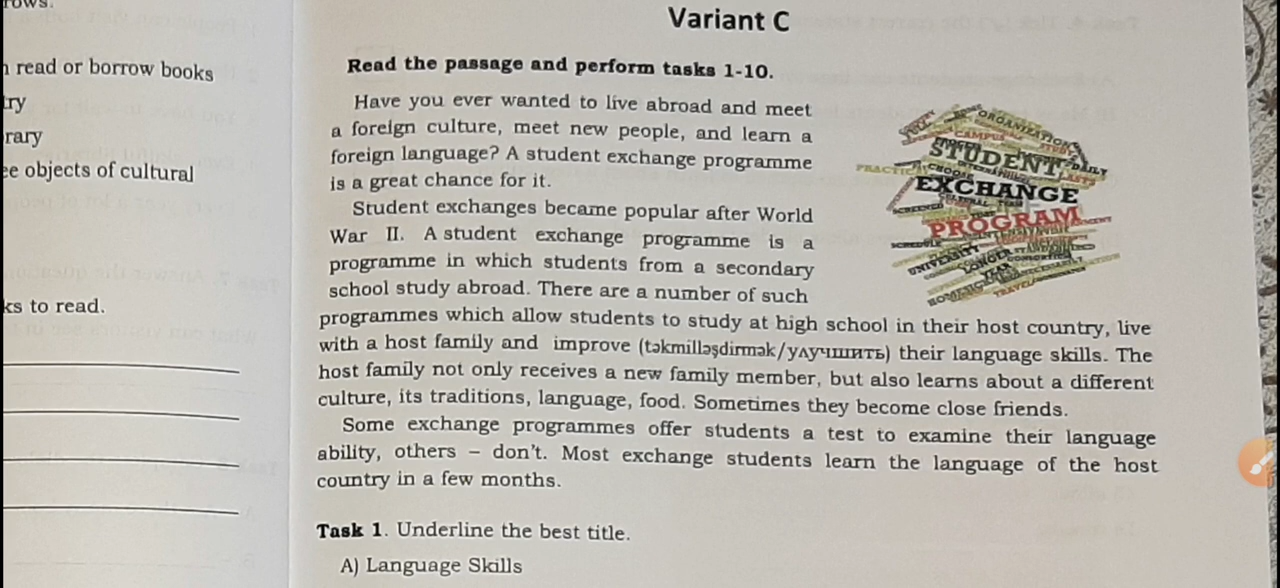 n read or borrow books
try
rary
ee objects of cultural
ks to read.
Variant C
Read the passage and perform tasks 1-10.
Have you ever wanted to live abroad and meet
a foreign culture, meet new people, and learn a
foreign language? A student exchange programme
is a great chance for it.
Student exchanges became popular after World
War II. A student exchange programme is a
programme in which students from a secondary
school study abroad. There are a number of such
programmes which allow students to study at high school in their host country, live
with a host family and improve (təkmilləşdirmək/улучшить) their language skills. The
host family not only receives a new family member, but also learns about a different
culture, its traditions, language, food. Sometimes they become close friends.
Some exchange programmes offer students a test to examine their language
ability, others – don't. Most exchange students learn the language of the host
country in a few months.
ORGANIZATION
CAMPUS
STUDENT
PRACTICAL
CHOOSE
EXCHANGE
PROGRAM
SCHEDULE
UNIVERSITY
LONGER
TEAM
TRAVEL
Task 1. Underline the best title.
A) Language Skills